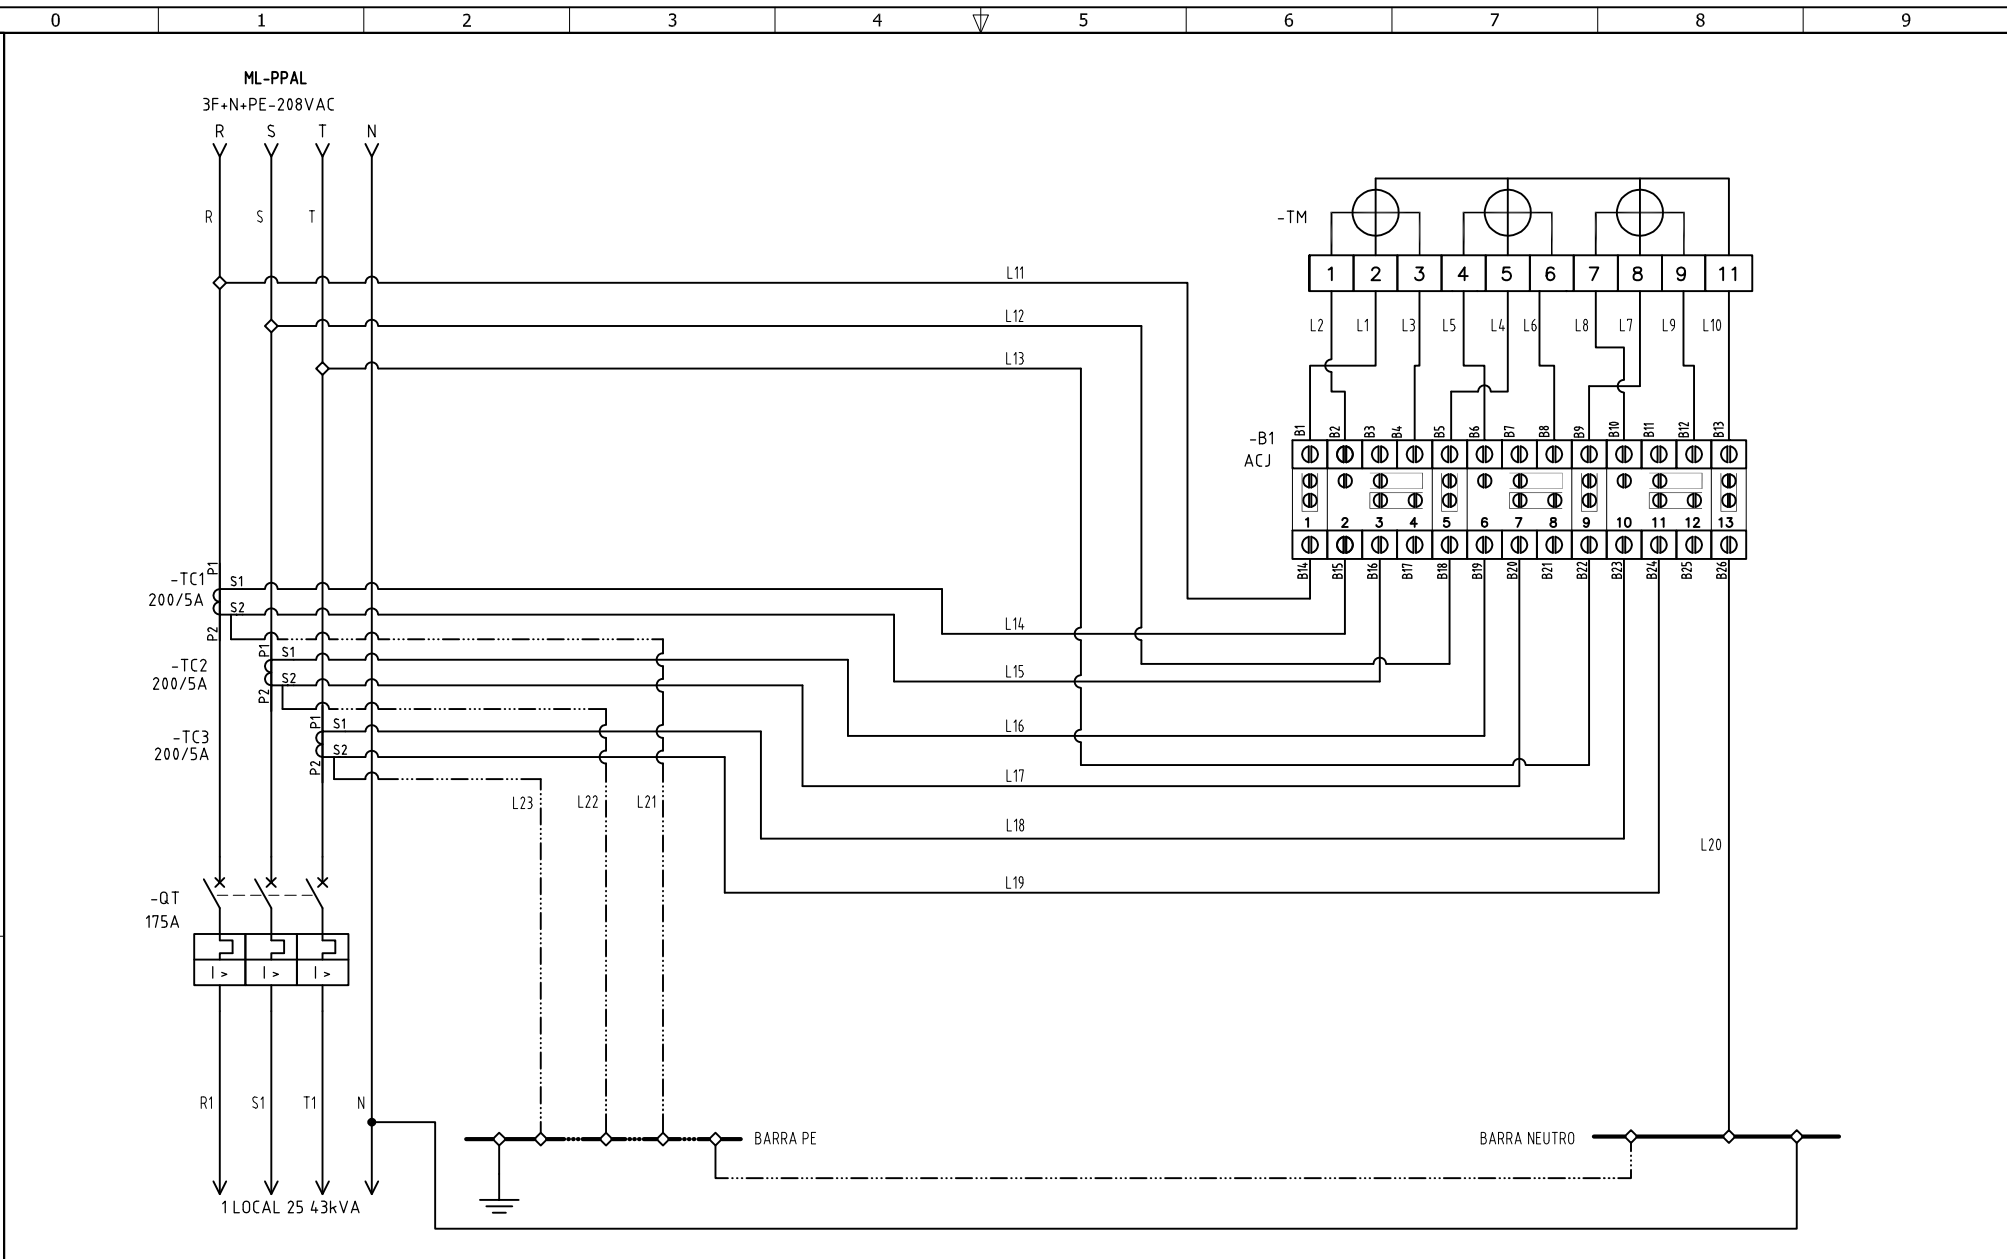 0 1 2 3 4 5 6 7 8 9
ML-PPAL
3F+N+PE-208VAC
R S T N
R S T
-TM
1 2 3 4 5 6 7 8 9 11
L11
L12
L13
L2 L1 L3 L5 L4 L6 L8 L7 L9 L10
-B1
ACJ
B1 B2 B3 B4 B5 B6 B7 B8 B9 B10 B11 B12 B13
1 2 3 4 5 6 7 8 9 10 11 12 13
B14 B15 B16 B17 B18 B19 B20 B21 B22 B23 B24 B25 B26
-TC1
200/5A
P1 S1
P2 S2
L14
-TC2
200/5A
P1 S1
P2 S2
L15
-TC3
200/5A
P1 S1
P2 S2
L16
L17
L23 L22 L21
L18
L20
L19
-QT
175A
I > I > I >
R1 S1 T1 N
BARRA PE
BARRA NEUTRO
1 LOCAL 25 43kVA